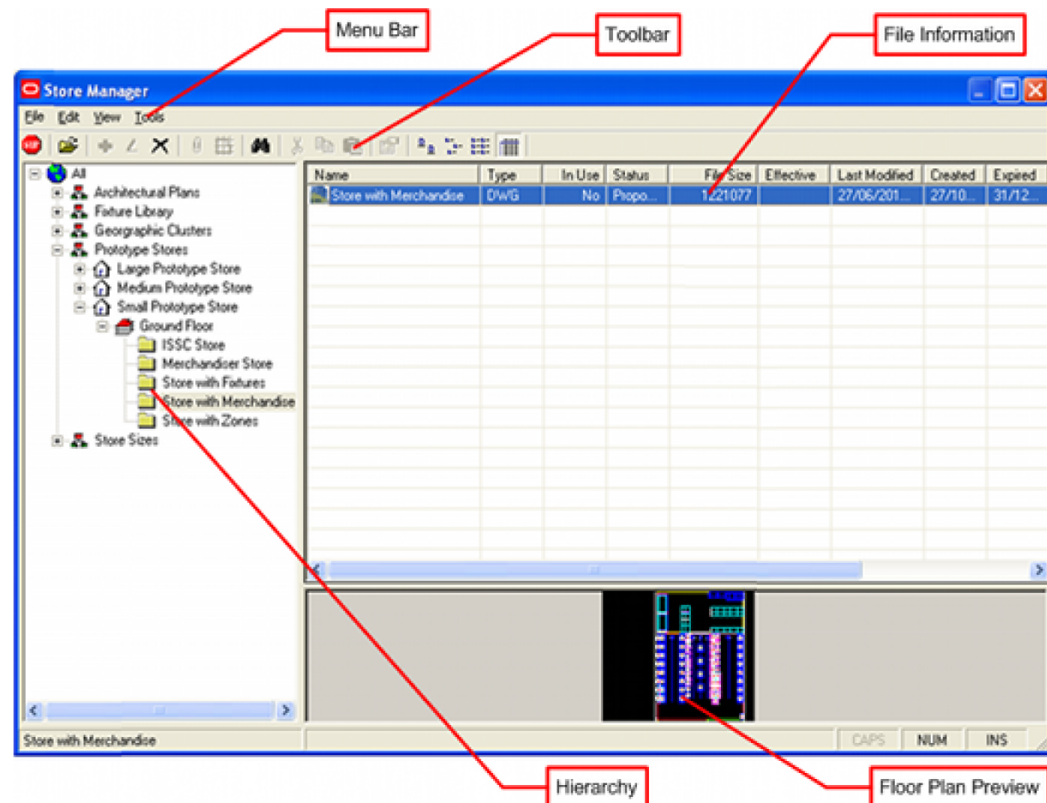 Menu Bar
Toolbar
File Information
Store Manager
File Edit View Tools
All
Architectural Plans
Fixture Library
Georgraphic Clusters
Prototype Stores
Large Prototype Store
Medium Prototype Store
Small Prototype Store
Ground Floor
ISSC Store
Merchandiser Store
Store with Fixtures
Store with Merchandise
Store with Zones
Store Sizes
Name Type In Use Status File Size Effective Last Modified Created Expired
Store with Merchandise DWG No Propo... 1221077 27/06/201... 27/10... 31/12...
Store with Merchandise
CAPS NUM INS
Hierarchy
Floor Plan Preview